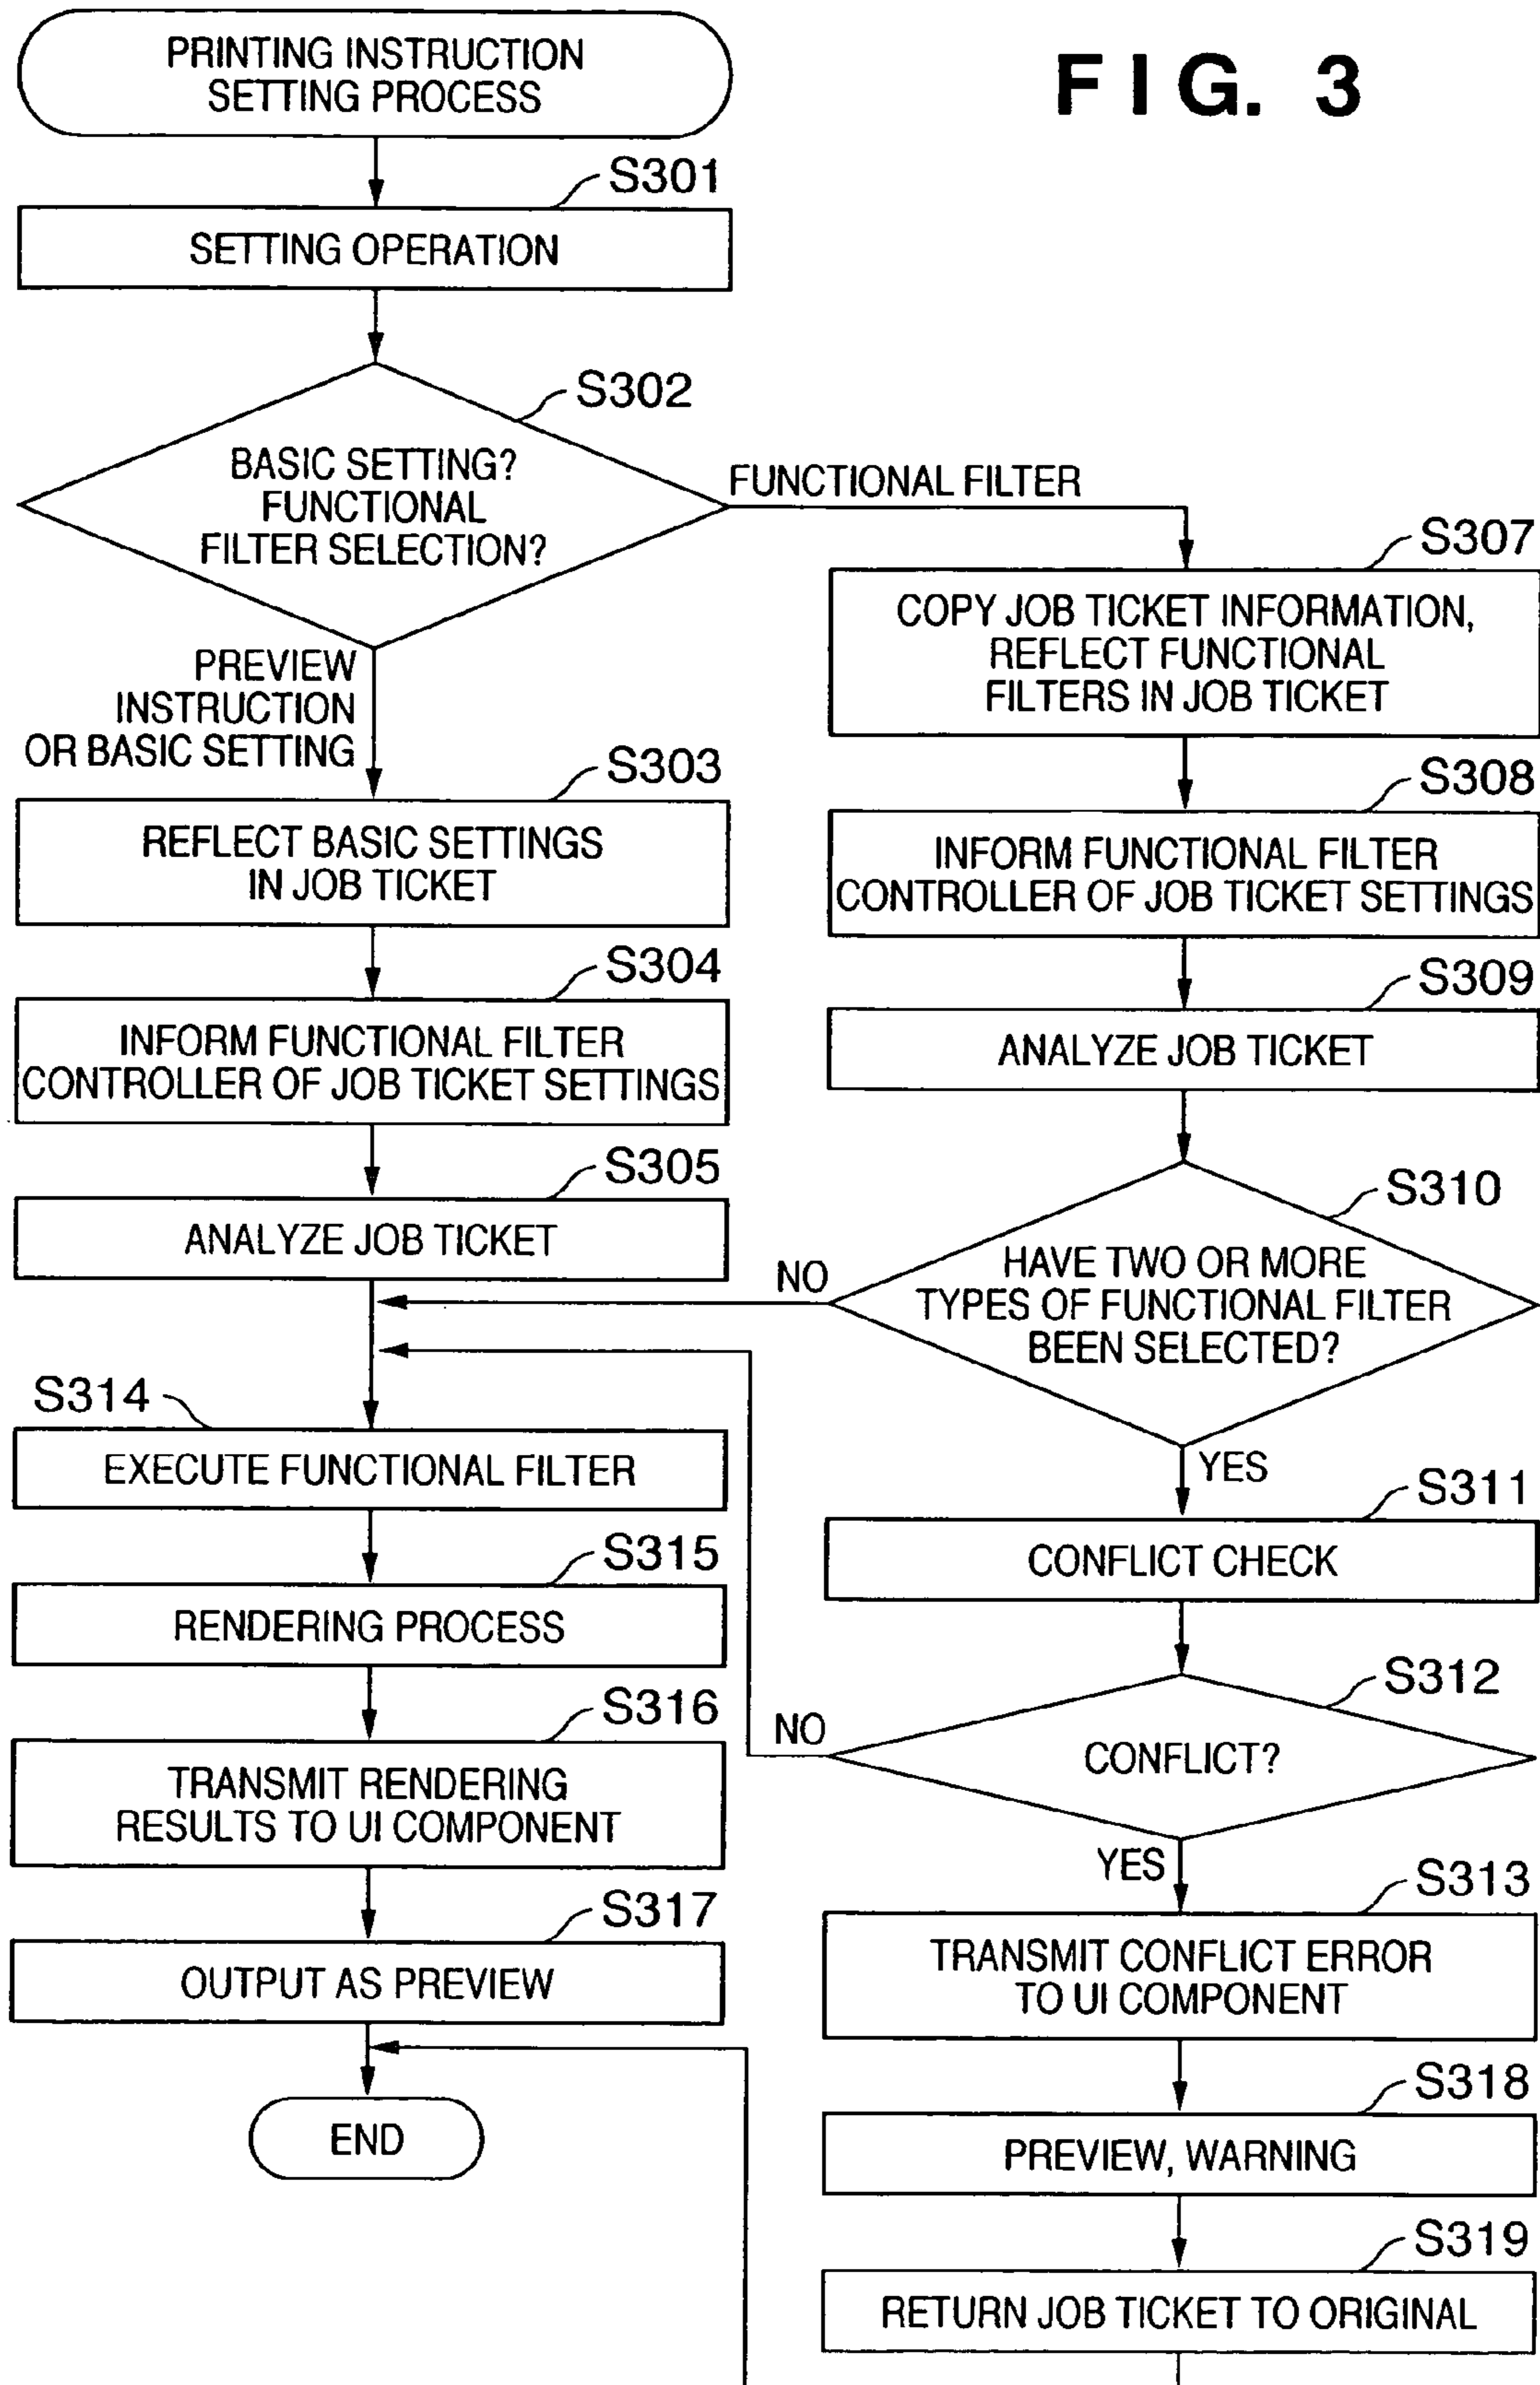 FIG. 3
PRINTING INSTRUCTION
SETTING PROCESS
S301
SETTING OPERATION
S302
BASIC SETTING?
FUNCTIONAL
FILTER SELECTION?
FUNCTIONAL FILTER
PREVIEW
INSTRUCTION
OR BASIC SETTING
S303
REFLECT BASIC SETTINGS
IN JOB TICKET
S304
INFORM FUNCTIONAL FILTER
CONTROLLER OF JOB TICKET SETTINGS
S305
ANALYZE JOB TICKET
S314
EXECUTE FUNCTIONAL FILTER
S315
RENDERING PROCESS
S316
TRANSMIT RENDERING
RESULTS TO UI COMPONENT
S317
OUTPUT AS PREVIEW
END
S307
COPY JOB TICKET INFORMATION,
REFLECT FUNCTIONAL
FILTERS IN JOB TICKET
S308
INFORM FUNCTIONAL FILTER
CONTROLLER OF JOB TICKET SETTINGS
S309
ANALYZE JOB TICKET
S310
HAVE TWO OR MORE
TYPES OF FUNCTIONAL FILTER
BEEN SELECTED?
NO
YES
S311
CONFLICT CHECK
S312
CONFLICT?
NO
YES
S313
TRANSMIT CONFLICT ERROR
TO UI COMPONENT
S318
PREVIEW, WARNING
S319
RETURN JOB TICKET TO ORIGINAL